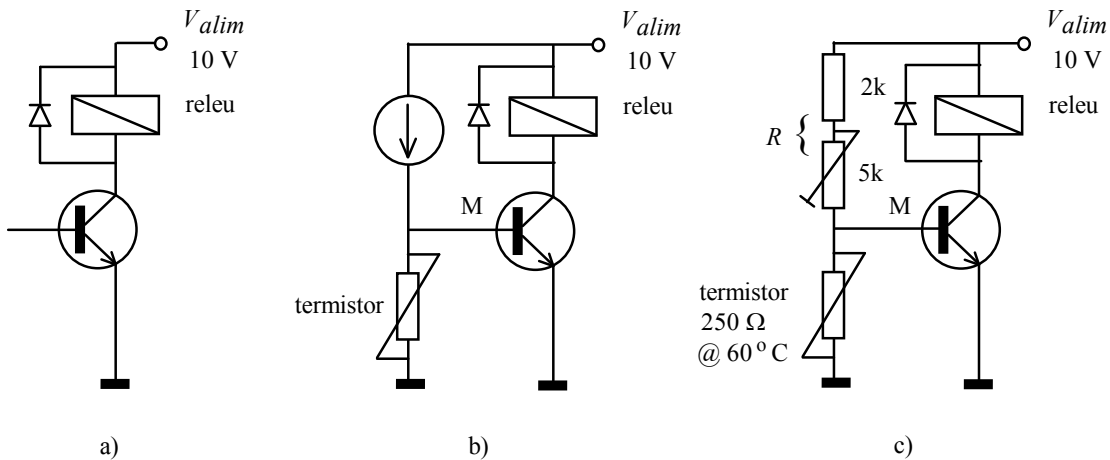 V_alim
10 V
releu
a)
V_alim
10 V
releu
M
termistor
b)
V_alim
10 V
2k
releu
R {
5k
M
termistor
250 Ω
@ 60° C
c)